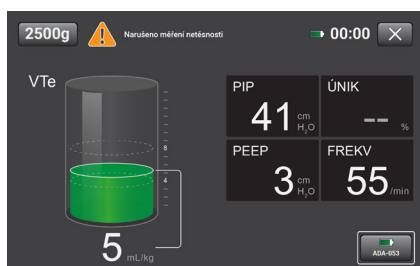 2500g
Narušeno měření netésnosti
00:00
VTe
8
4
5 mL/kg
PIP
41 cm H₂O
ÚNIK
-- %
PEEP
3 cm H₂O
FREKV
55 /min
ADA-053